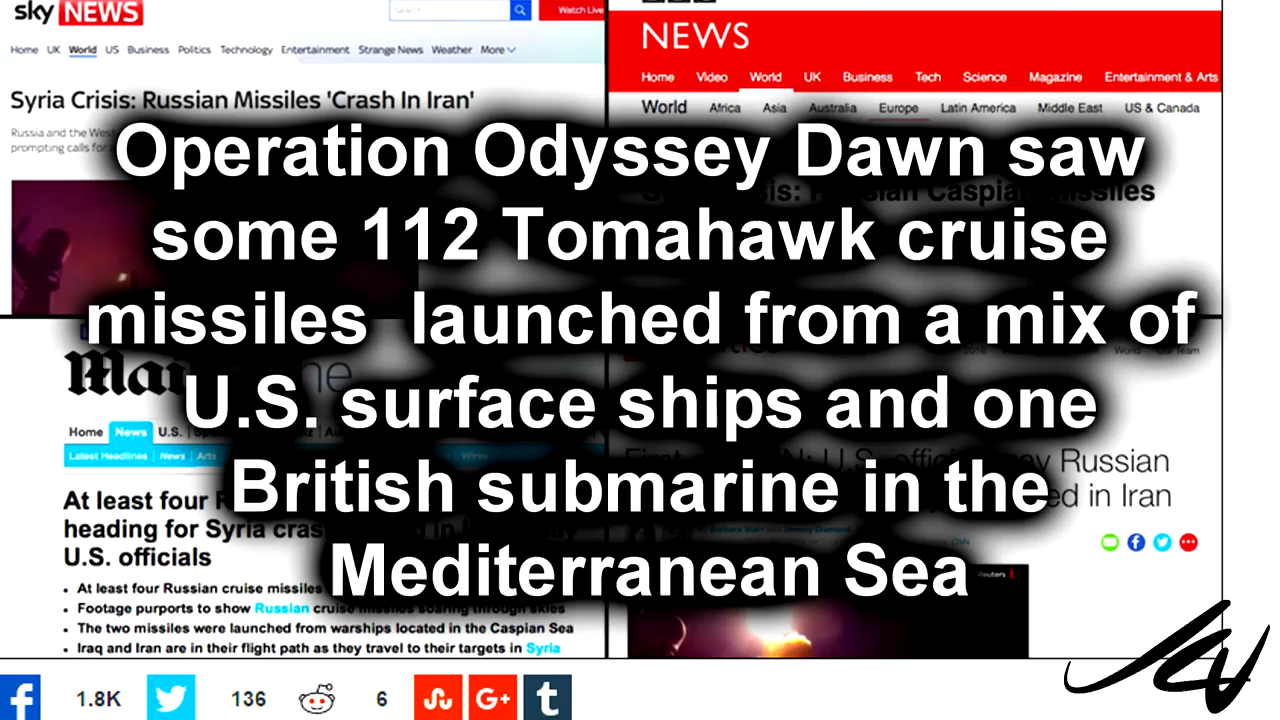 sky NEWS
Watch Live
Home UK World US Business Politics Technology Entertainment Strange News Weather More
Syria Crisis: Russian Missiles 'Crash In Iran'
Russia and the West
prompting calls for
NEWS
Home Video World UK Business Tech Science Magazine Entertainment & Arts
World Africa Asia Australia Europe Latin America Middle East US & Canada
Caspian missiles
Operation Odyssey Dawn saw
some 112 Tomahawk cruise
missiles launched from a mix of
U.S. surface ships and one
British submarine in the
Mediterranean Sea
Home News U.S.
Latest Headlines News Arts
At least four
heading for Syria
U.S. officials
At least four Russian cruise missiles
Footage purports to show Russian cruise missiles soaring through skies
The two missiles were launched from warships located in the Caspian Sea
Iraq and Iran are in their flight path as they travel to their targets in Syria
U.S. Russian
in Iran
Reuters
f 1.8K 136 6 G+ t